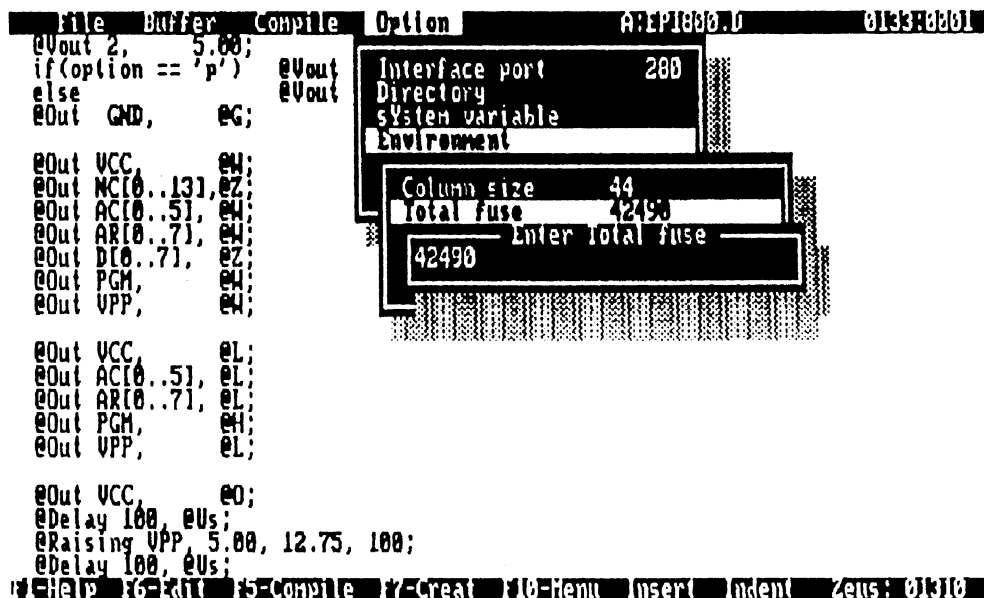 File Buffer Compile Option A:EP1800.D 0133:0001
@Vout 2, 5.00;
if(option == 'p') @Vout
else @Vout
@Out GND, @G;
@Out VCC, @W;
@Out NC[0..13],@Z;
@Out AC[0..5], @W;
@Out AR[0..7], @W;
@Out D[0..7], @Z;
@Out PGM, @W;
@Out VPP, @W;
@Out VCC, @L;
@Out AC[0..5], @L;
@Out AR[0..7], @L;
@Out PGM, @H;
@Out VPP, @L;
@Out VCC, @O;
@Delay 100, @Us;
@Raising VPP, 5.00, 12.75, 100;
@Delay 100, @Us;
Interface port 280
Directory
sYstem variable
Environment
Column size 44
Total fuse 42490
Enter Total fuse
42490
F1-Help F6-Edit F5-Compile F7-Creat F10-Menu Insert Indent Zeus: 01310